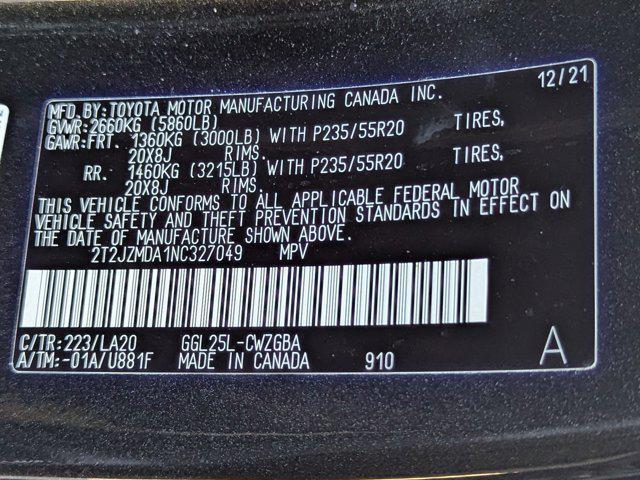 12/21
MFD. BY: TOYOTA MOTOR MANUFACTURING CANADA INC.
GVWR: 2660KG (5860LB)
GAWR: FRT. 1360KG (3000LB) WITH P235/55R20 TIRES,
20X8J RIMS.
RR. 1460KG (3215LB) WITH P235/55R20 TIRES,
20X8J RIMS.
THIS VEHICLE CONFORMS TO ALL APPLICABLE FEDERAL MOTOR
VEHICLE SAFETY AND THEFT PREVENTION STANDARDS IN EFFECT ON
THE DATE OF MANUFACTURE SHOWN ABOVE.
2T2JZMDA1NC327049 MPV
C/TR: 223/LA20 GGL25L-CWZGBA
A/TM: -01A/U881F MADE IN CANADA 910 A